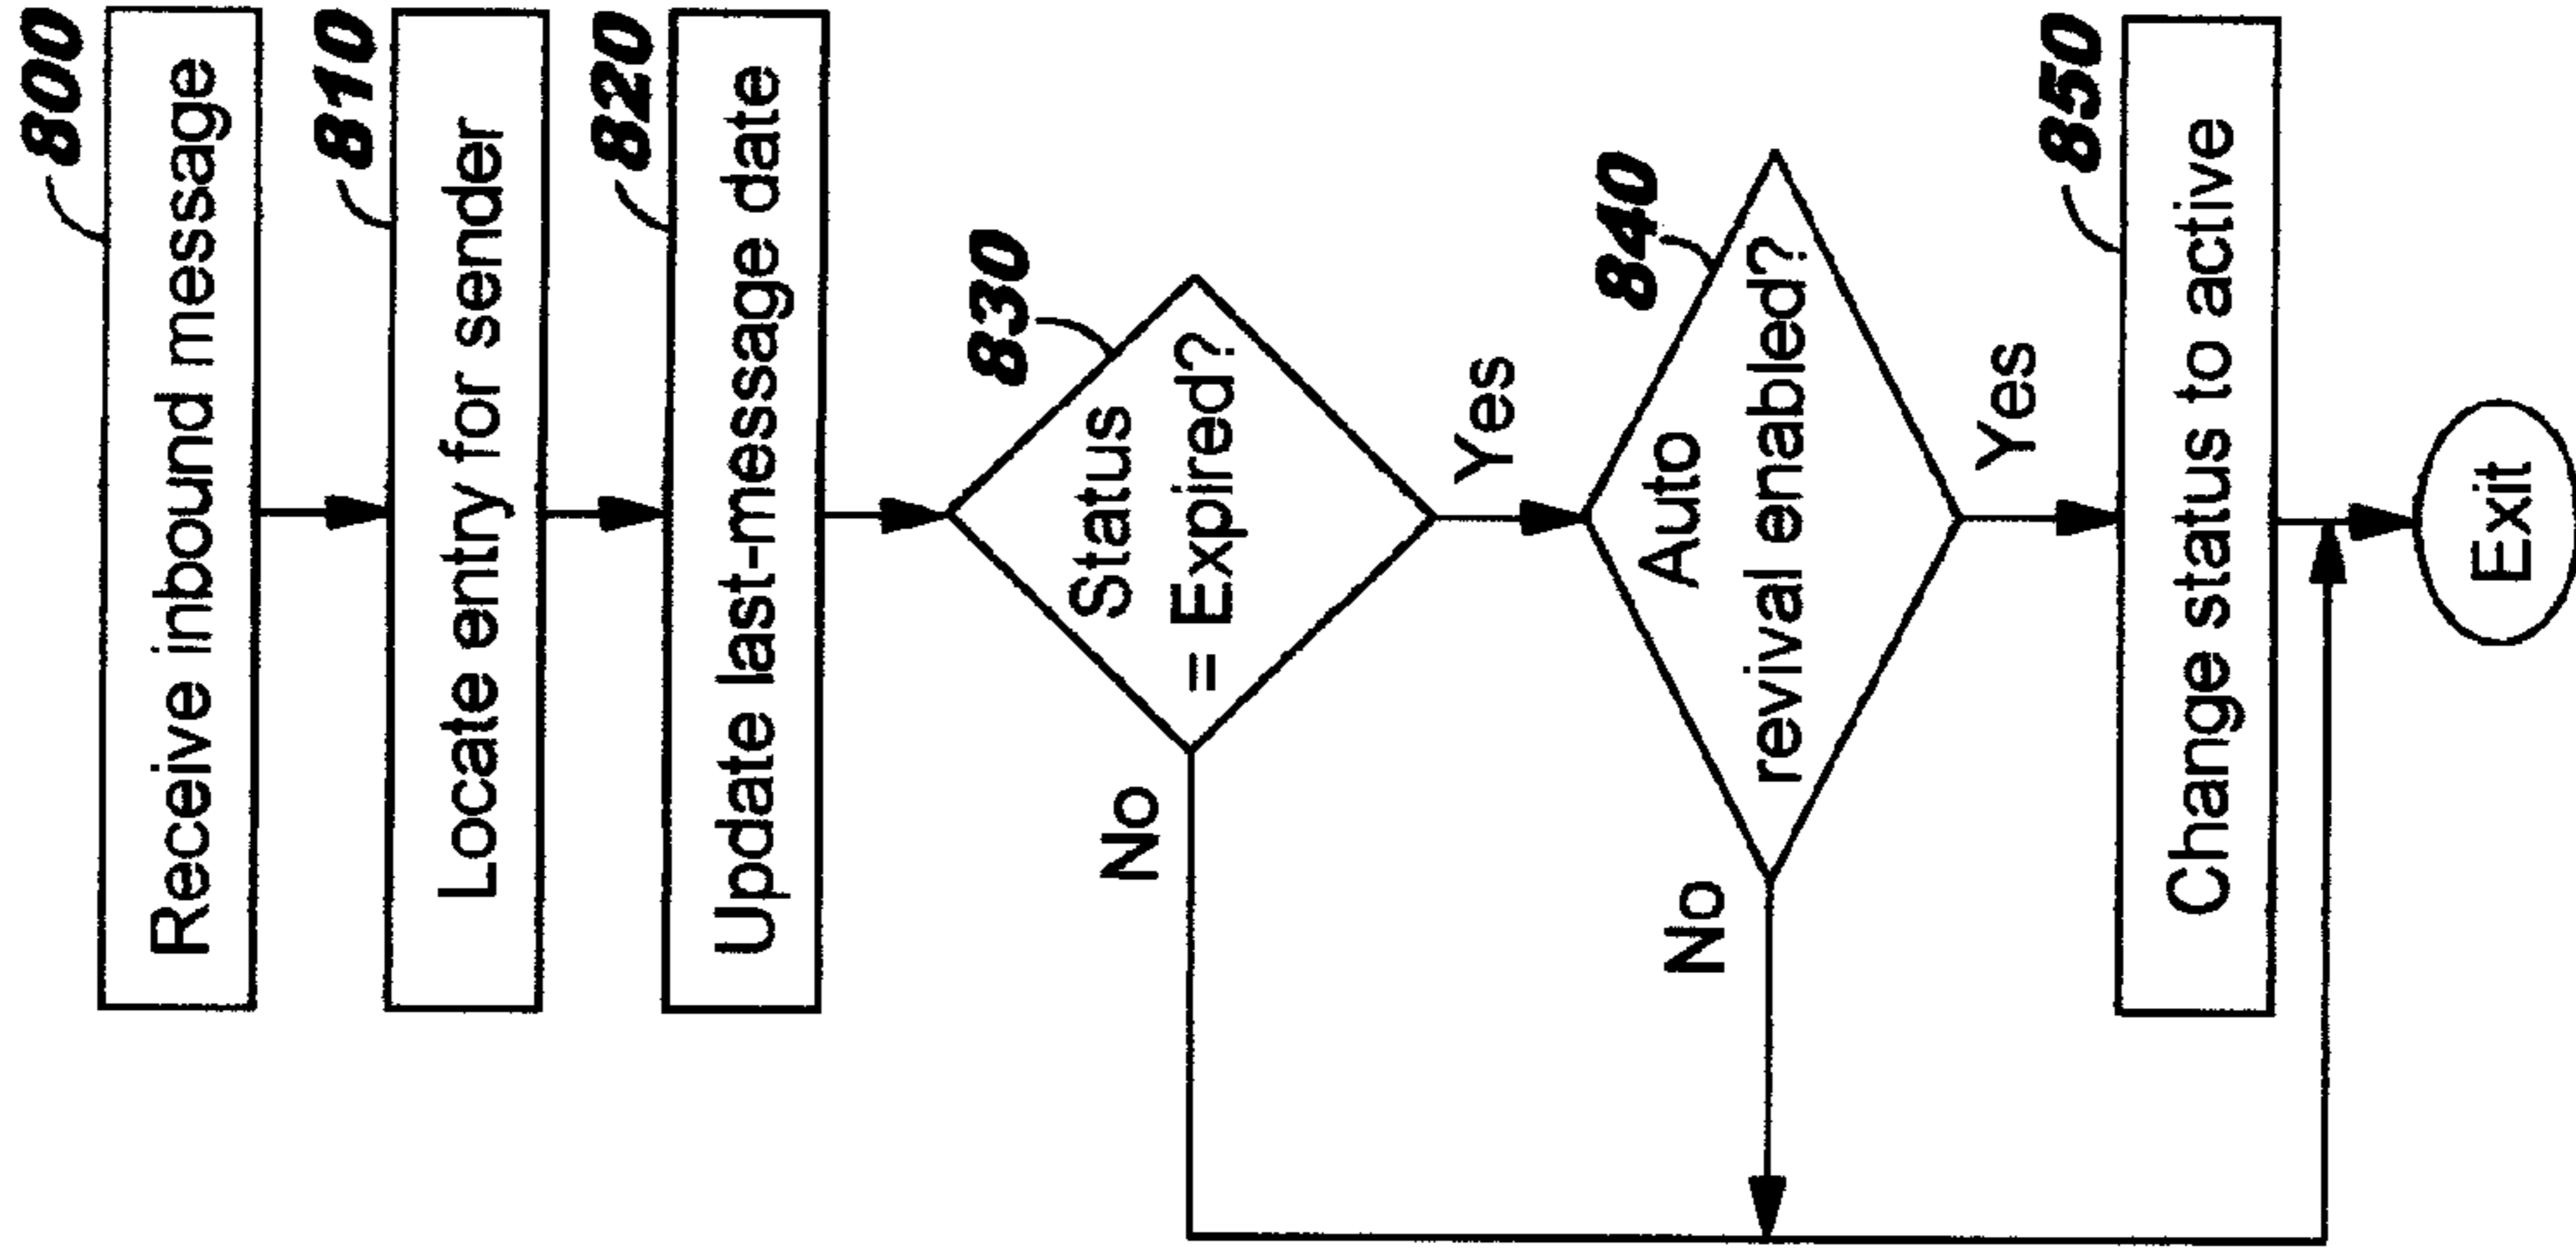 800
Receive inbound message
810
Locate entry for sender
820
Update last-message date
830
Status
= Expired?
No
Yes
840
Auto
revival enabled?
No
Yes
850
Change status to active
Exit